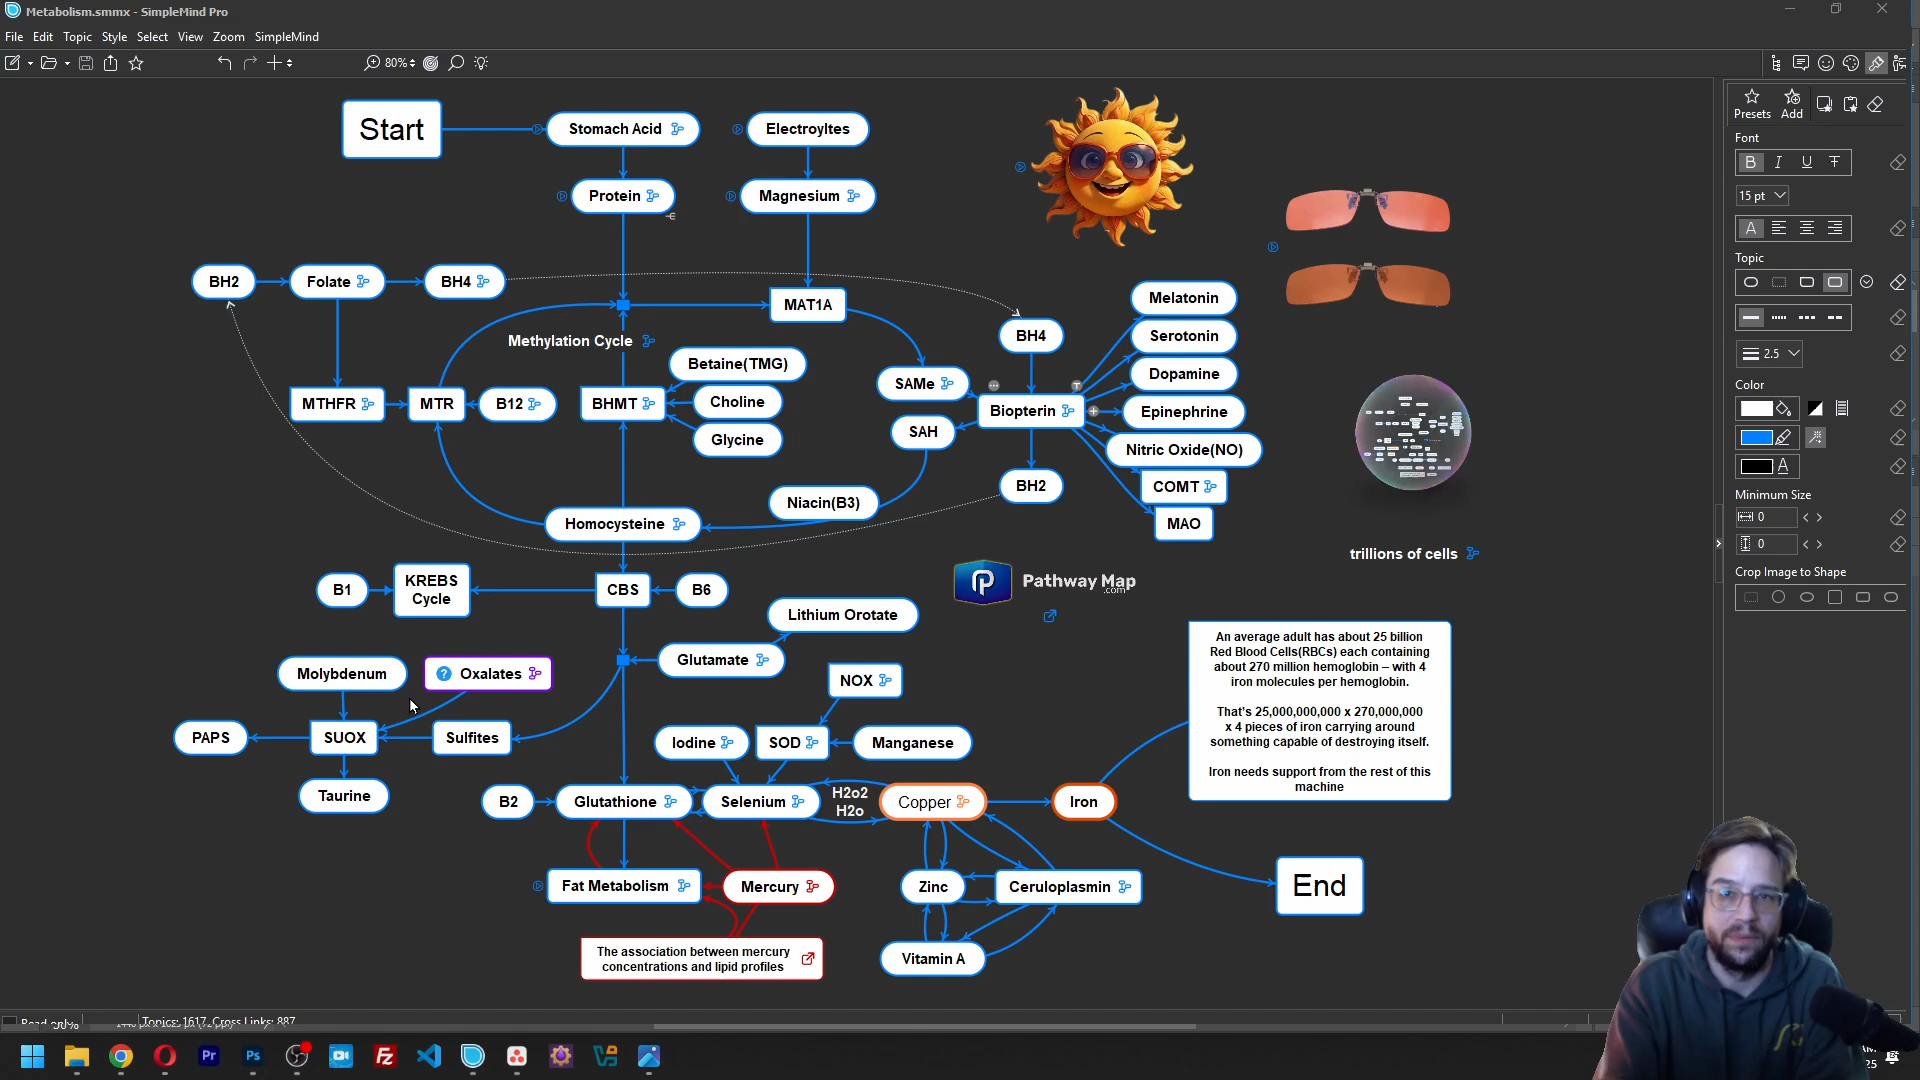 Metabolism.smmx - SimpleMind Pro
File Edit Topic Style Select View Zoom SimpleMind
80%
Start
Stomach Acid
Electroyltes
Protein
Magnesium
BH2
Folate
BH4
MAT1A
Methylation Cycle
Betaine(TMG)
MTHFR
MTR
B12
BHMT
Choline
Glycine
SAMe
SAH
BH4
Biopterin
BH2
Melatonin
Serotonin
Dopamine
Epinephrine
Nitric Oxide(NO)
COMT
MAO
Niacin(B3)
Homocysteine
trillions of cells
B1
KREBS
Cycle
CBS
B6
Pathway Map
.com
Lithium Orotate
Glutamate
Molybdenum
? Oxalates
NOX
PAPS
SUOX
Sulfites
Iodine
SOD
Manganese
Taurine
B2
Glutathione
Selenium
H2o2
H2o
Copper
Iron
Fat Metabolism
Mercury
Zinc
Ceruloplasmin
Vitamin A
The association between mercury
concentrations and lipid profiles
An average adult has about 25 billion
Red Blood Cells(RBCs) each containing
about 270 million hemoglobin – with 4
iron molecules per hemoglobin.
That's 25,000,000,000 x 270,000,000
x 4 pieces of iron carrying around
something capable of destroying itself.
Iron needs support from the rest of this
machine
End
Presets Add
Font
B I U T
15 pt
A
Topic
2.5
Color
A
Minimum Size
0
0
Crop Image to Shape
Topics: 1617, Cross Links: 887
Pr
Ps
Fz
25